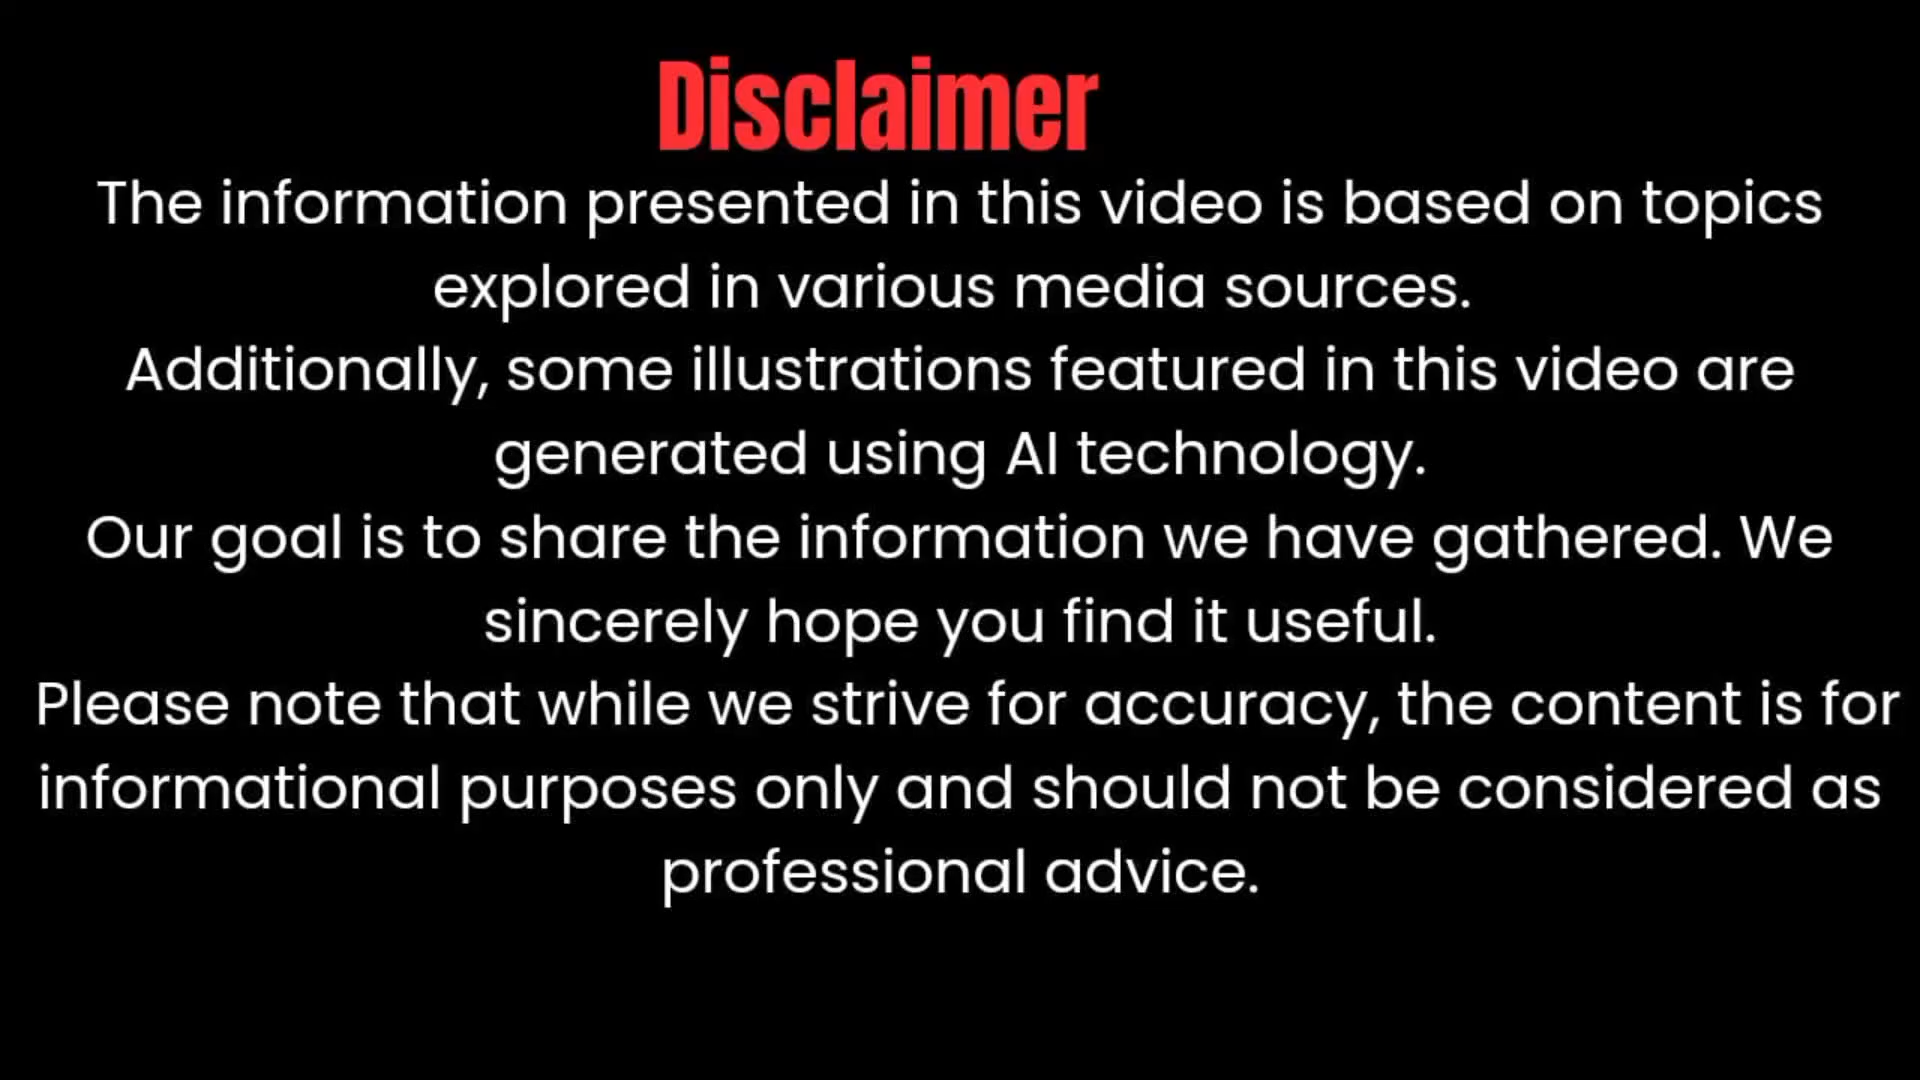 Disclaimer
The information presented in this video is based on topics
explored in various media sources.
Additionally, some illustrations featured in this video are
generated using AI technology.
Our goal is to share the information we have gathered. We
sincerely hope you find it useful.
Please note that while we strive for accuracy, the content is for
informational purposes only and should not be considered as
professional advice.